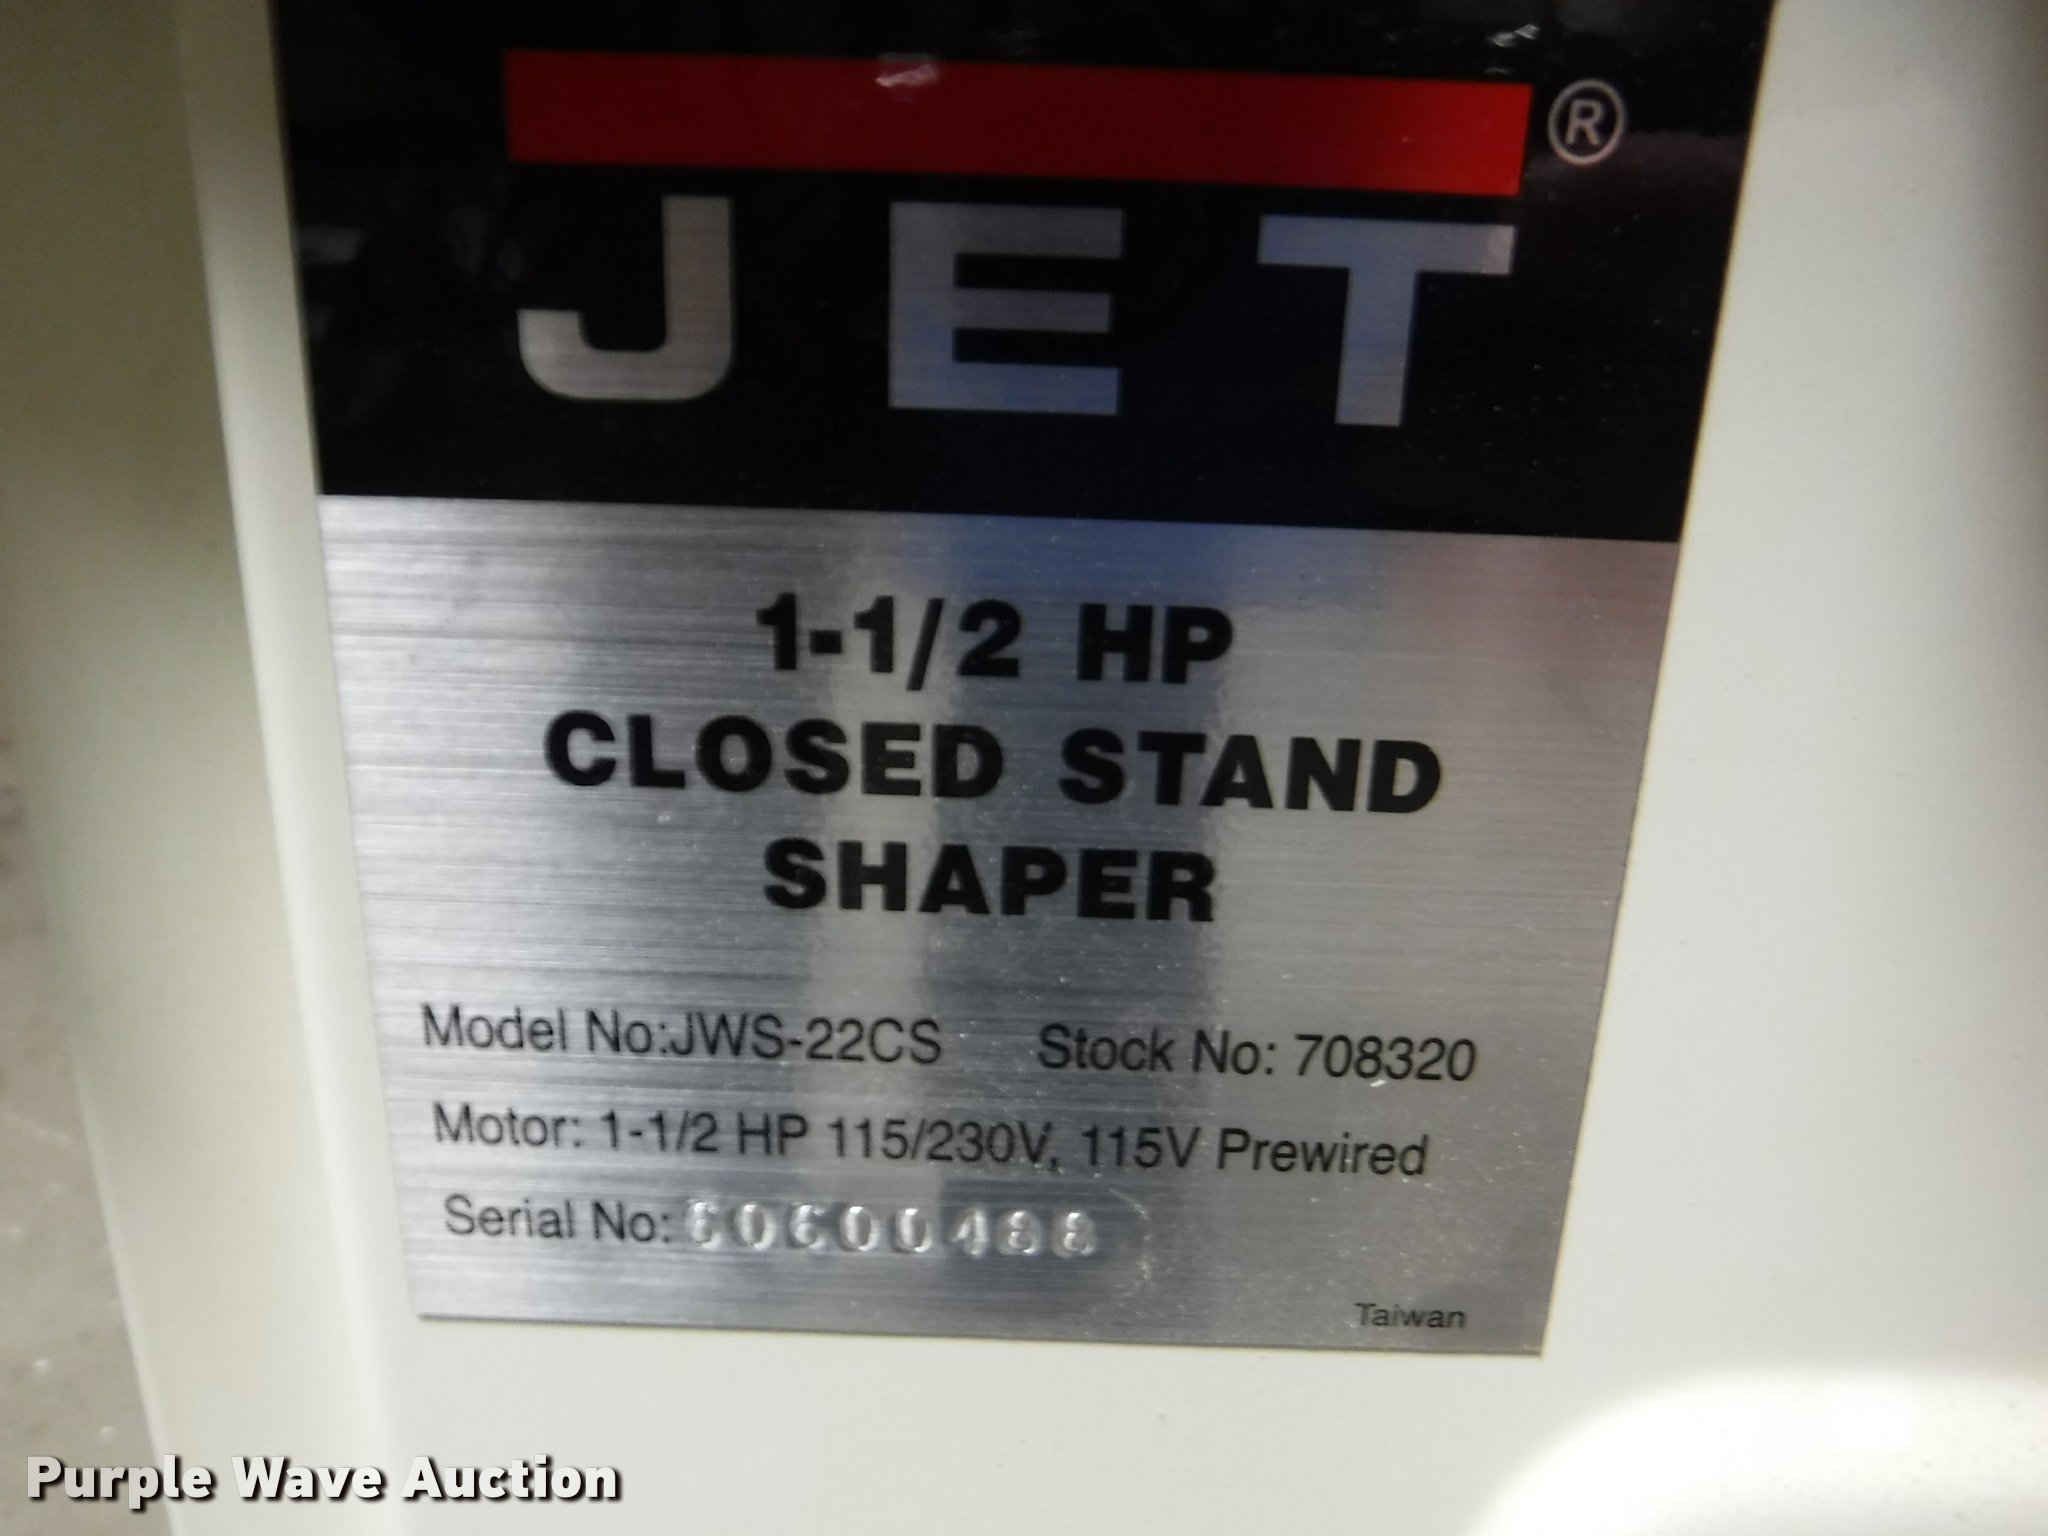 JET®
1-1/2 HP
CLOSED STAND
SHAPER
Model No:JWS-22CS Stock No: 708320
Motor: 1-1/2 HP 115/230V, 115V Prewired
Serial No: 60600488
Taiwan
Purple Wave Auction